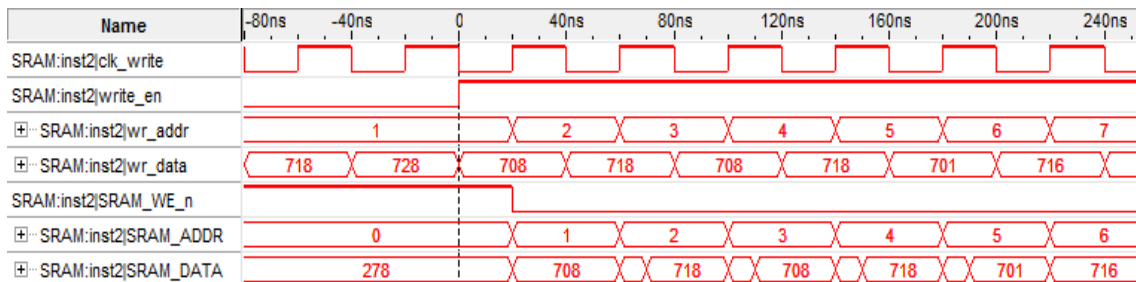 Name -80ns -40ns 0 40ns 80ns 120ns 160ns 200ns 240ns
SRAM:inst2|clk_write
SRAM:inst2|write_en
SRAM:inst2|wr_addr 1 2 3 4 5 6 7
SRAM:inst2|wr_data 718 728 708 718 708 718 701 716
SRAM:inst2|SRAM_WE_n
SRAM:inst2|SRAM_ADDR 0 1 2 3 4 5 6
SRAM:inst2|SRAM_DATA 278 708 718 708 718 701 716